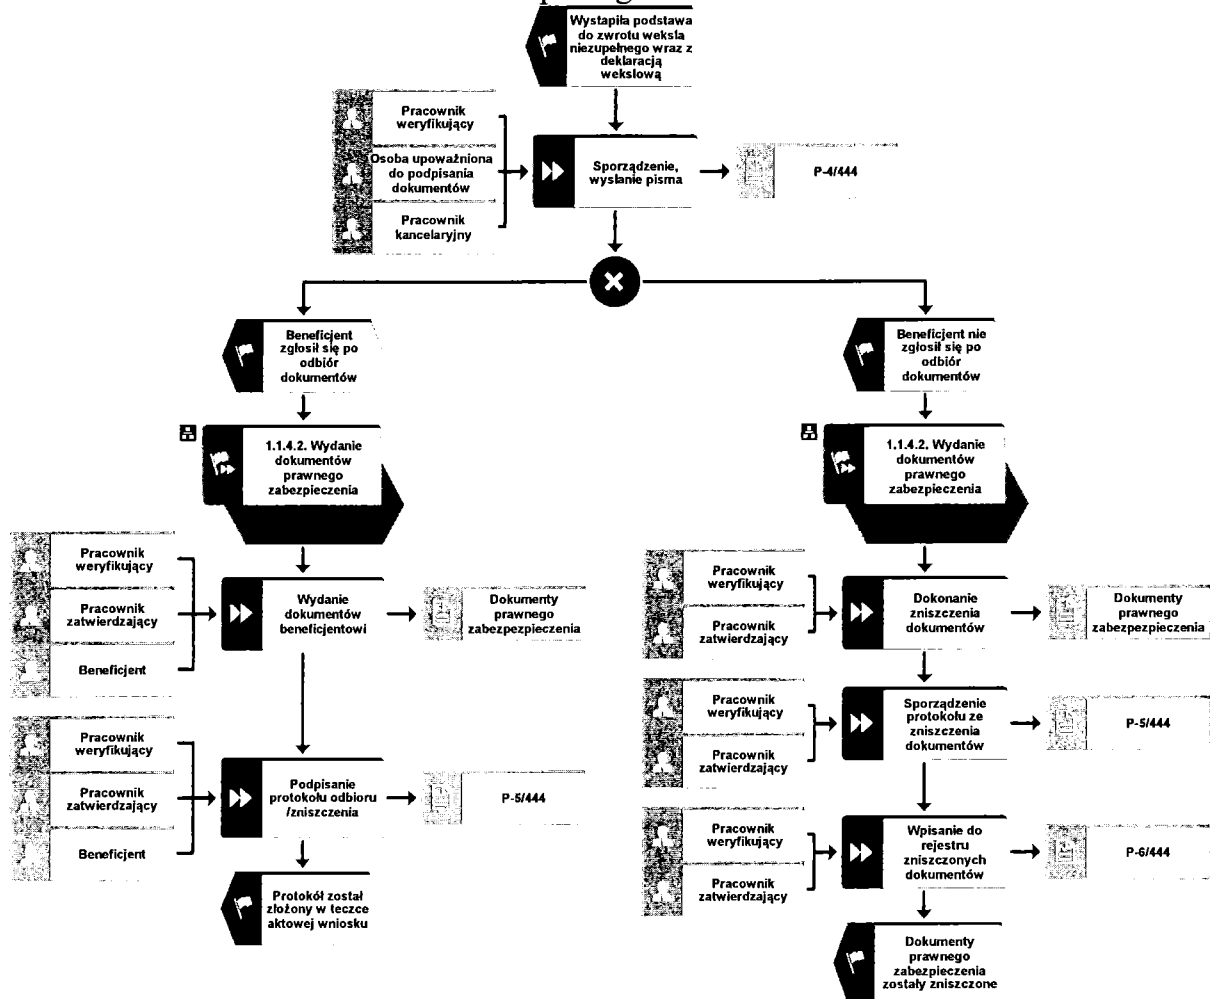 Wystąpiła podstawa
do zwrotu weksla
niezupełnego wraz z
deklaracją
wekslową
Pracownik
weryfikujący
Osoba upoważniona
do podpisania
dokumentów
Pracownik
kancelaryjny
Sporządzenie,
wysłanie pisma
P-4/444
Beneficjent
zgłosił się po
odbiór
dokumentów
1.1.4.2. Wydanie
dokumentów
prawnego
zabezpieczenia
Pracownik
weryfikujący
Pracownik
zatwierdzający
Beneficjent
Wydanie
dokumentów
beneficjentowi
Dokumenty
prawnego
zabezpezpieczenia
Pracownik
weryfikujący
Pracownik
zatwierdzający
Beneficjent
Podpisanie
protokołu odbioru
/zniszczenia
P-5/444
Protokół został
złożony w teczce
aktowej wniosku
Beneficjent nie
zgłosił się po
odbiór
dokumentów
1.1.4.2. Wydanie
dokumentów
prawnego
zabezpieczenia
Pracownik
weryfikujący
Pracownik
zatwierdzający
Dokonanie
zniszczenia
dokumentów
Dokumenty
prawnego
zabezpezpieczenia
Pracownik
weryfikujący
Pracownik
zatwierdzający
Sporządzenie
protokołu ze
zniszczenia
dokumentów
P-5/444
Pracownik
weryfikujący
Pracownik
zatwierdzający
Wpisanie do
rejestru
zniszczonych
dokumentów
P-6/444
Dokumenty
prawnego
zabezpieczenia
zostały zniszczone